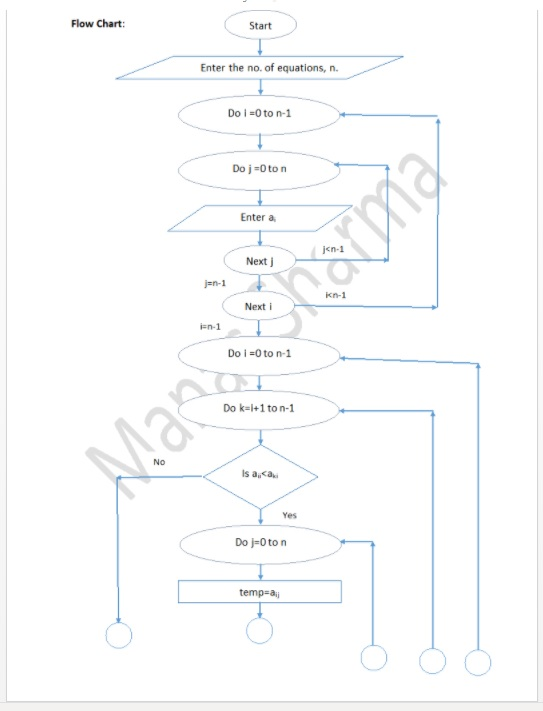 Flow Chart:
Start
Enter the no. of equations, n.
Do i =0 to n-1
Do j =0 to n
Enter aᵢ
j<n-1
Next j
j=n-1
i<n-1
Next i
i=n-1
Do i =0 to n-1
Do k=i+1 to n-1
No
Is aᵢᵢ<aₖᵢ
Yes
Do j=0 to n
temp=aᵢⱼ
Manas Sharma